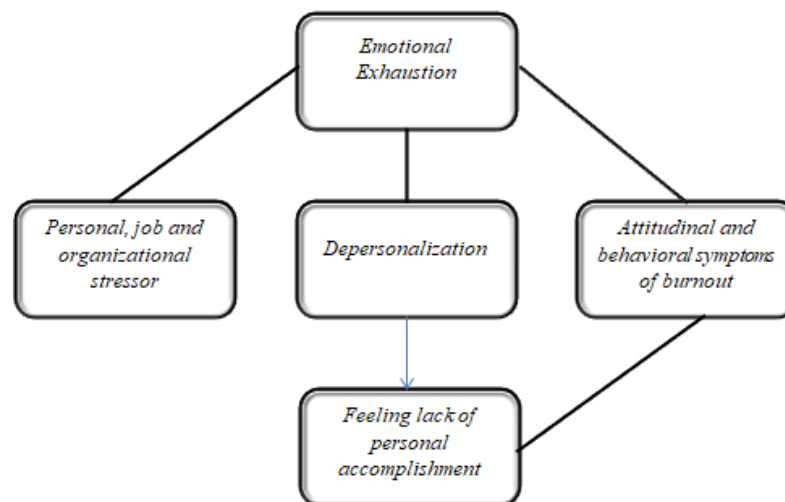 Emotional
Exhaustion
Personal, job and
organizational
stressor
Depersonalization
Attitudinal and
behavioral symptoms
of burnout
Feeling lack of
personal
accomplishment